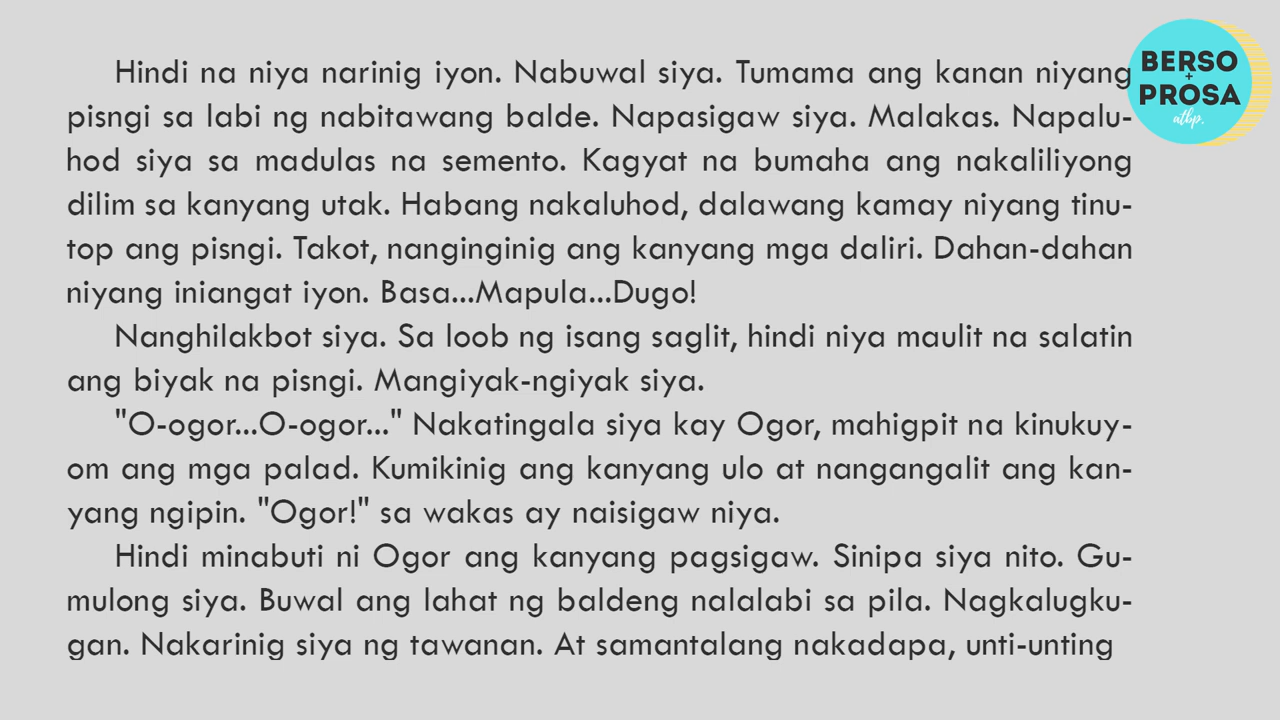 Hindi na niya narinig iyon. Nabuwal siya. Tumama ang kanan niyang
pisngi sa labi ng nabitawang balde. Napasigaw siya. Malakas. Napalu-
hod siya sa madulas na semento. Kagyat na bumaha ang nakaliliyong
dilim sa kanyang utak. Habang nakaluhod, dalawang kamay niyang tinu-
top ang pisngi. Takot, nanginginig ang kanyang mga daliri. Dahan-dahan
niyang iniangat iyon. Basa...Mapula...Dugo!
Nanghilakbot siya. Sa loob ng isang saglit, hindi niya maulit na salatin
ang biyak na pisngi. Mangiyak-ngiyak siya.
"O-ogor...O-ogor..." Nakatingala siya kay Ogor, mahigpit na kinukuy-
om ang mga palad. Kumikinig ang kanyang ulo at nangangalit ang kan-
yang ngipin. "Ogor!" sa wakas ay naisigaw niya.
Hindi minabuti ni Ogor ang kanyang pagsigaw. Sinipa siya nito. Gu-
mulong siya. Buwal ang lahat ng baldeng nalalabi sa pila. Nagkalugku-
gan. Nakarinig siya ng tawanan. At samantalang nakadapa, unti-unting
BERSO
+
PROSA
atbp.